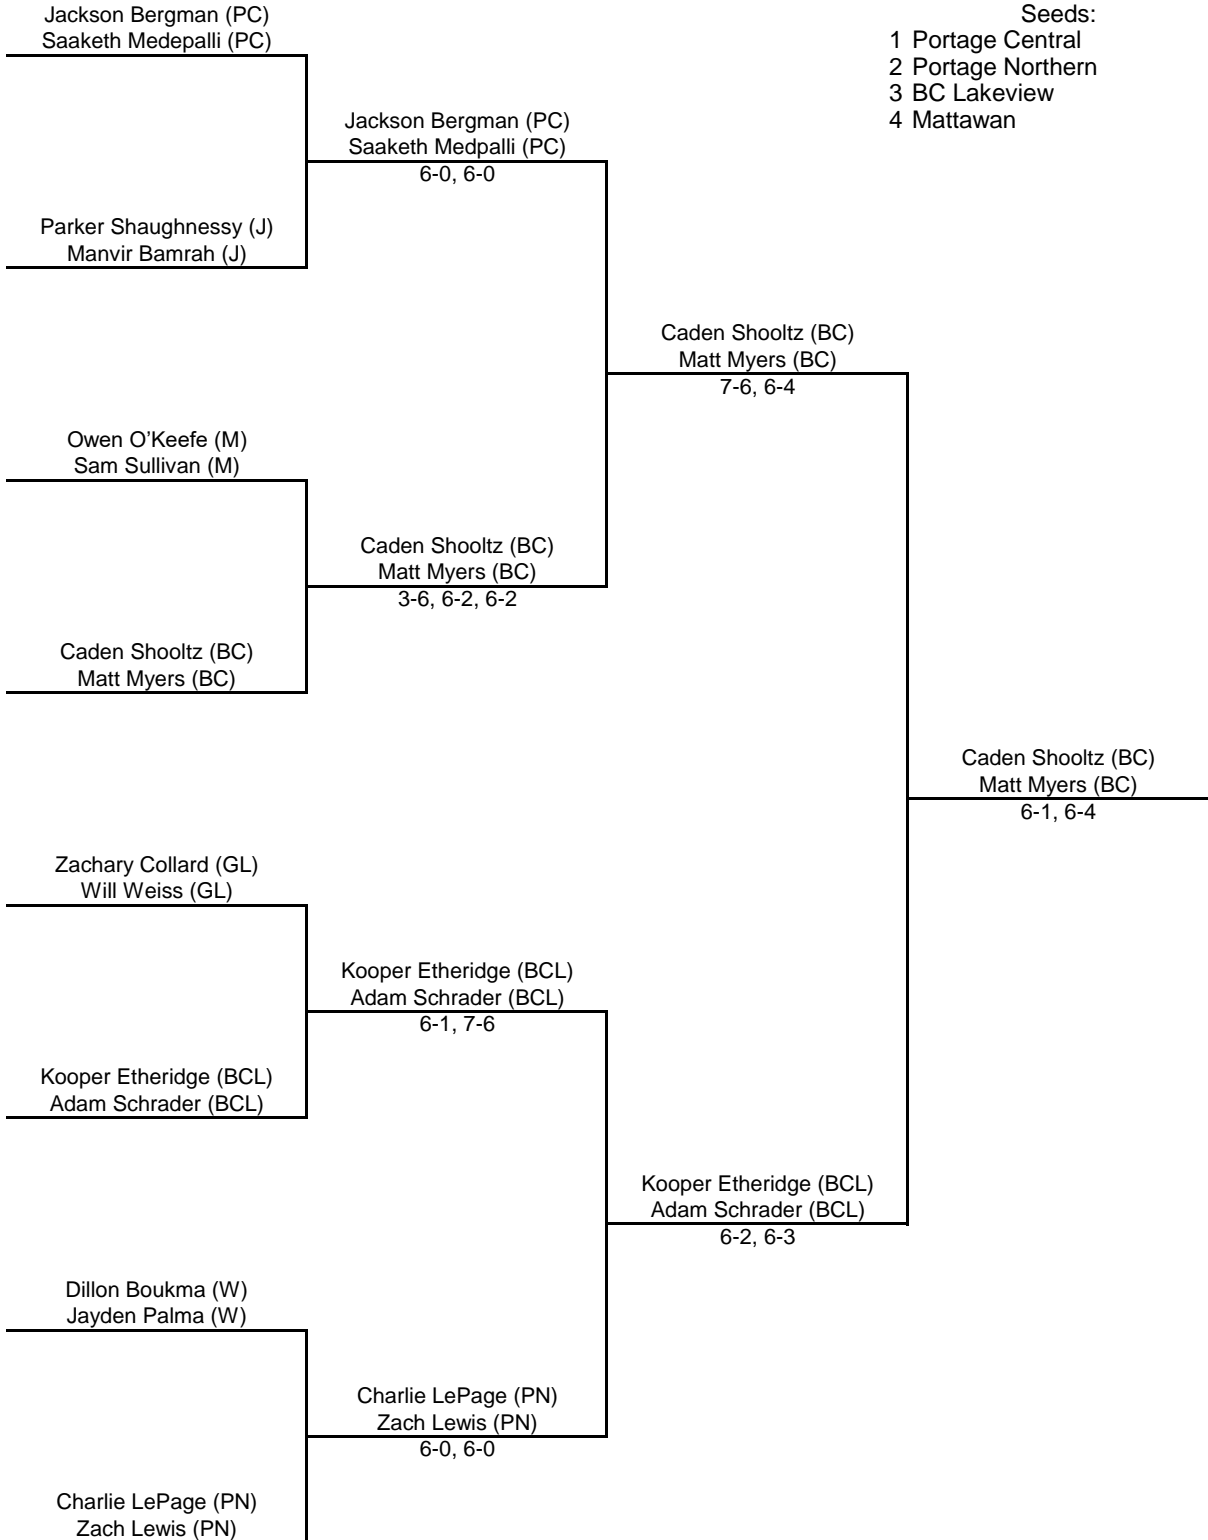 Jackson Bergman (PC)
Saaketh Medepalli (PC)
Seeds:
1 Portage Central
2 Portage Northern
3 BC Lakeview
4 Mattawan
Jackson Bergman (PC)
Saaketh Medpalli (PC)
6-0, 6-0
Parker Shaughnessy (J)
Manvir Bamrah (J)
Caden Shooltz (BC)
Matt Myers (BC)
7-6, 6-4
Owen O’Keefe (M)
Sam Sullivan (M)
Caden Shooltz (BC)
Matt Myers (BC)
3-6, 6-2, 6-2
Caden Shooltz (BC)
Matt Myers (BC)
Caden Shooltz (BC)
Matt Myers (BC)
6-1, 6-4
Zachary Collard (GL)
Will Weiss (GL)
Kooper Etheridge (BCL)
Adam Schrader (BCL)
6-1, 7-6
Kooper Etheridge (BCL)
Adam Schrader (BCL)
Kooper Etheridge (BCL)
Adam Schrader (BCL)
6-2, 6-3
Dillon Boukma (W)
Jayden Palma (W)
Charlie LePage (PN)
Zach Lewis (PN)
6-0, 6-0
Charlie LePage (PN)
Zach Lewis (PN)